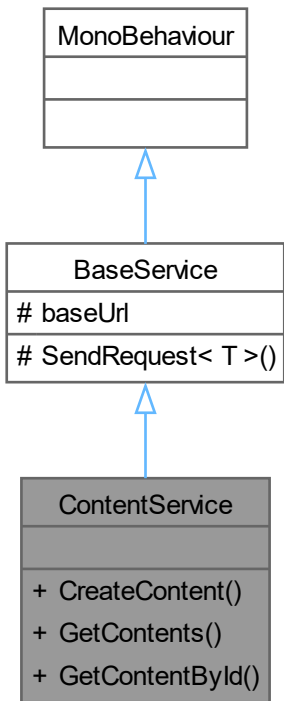 MonoBehaviour
BaseService
# baseUrl
# SendRequest< T >()
ContentService
+ CreateContent()
+ GetContents()
+ GetContentById()